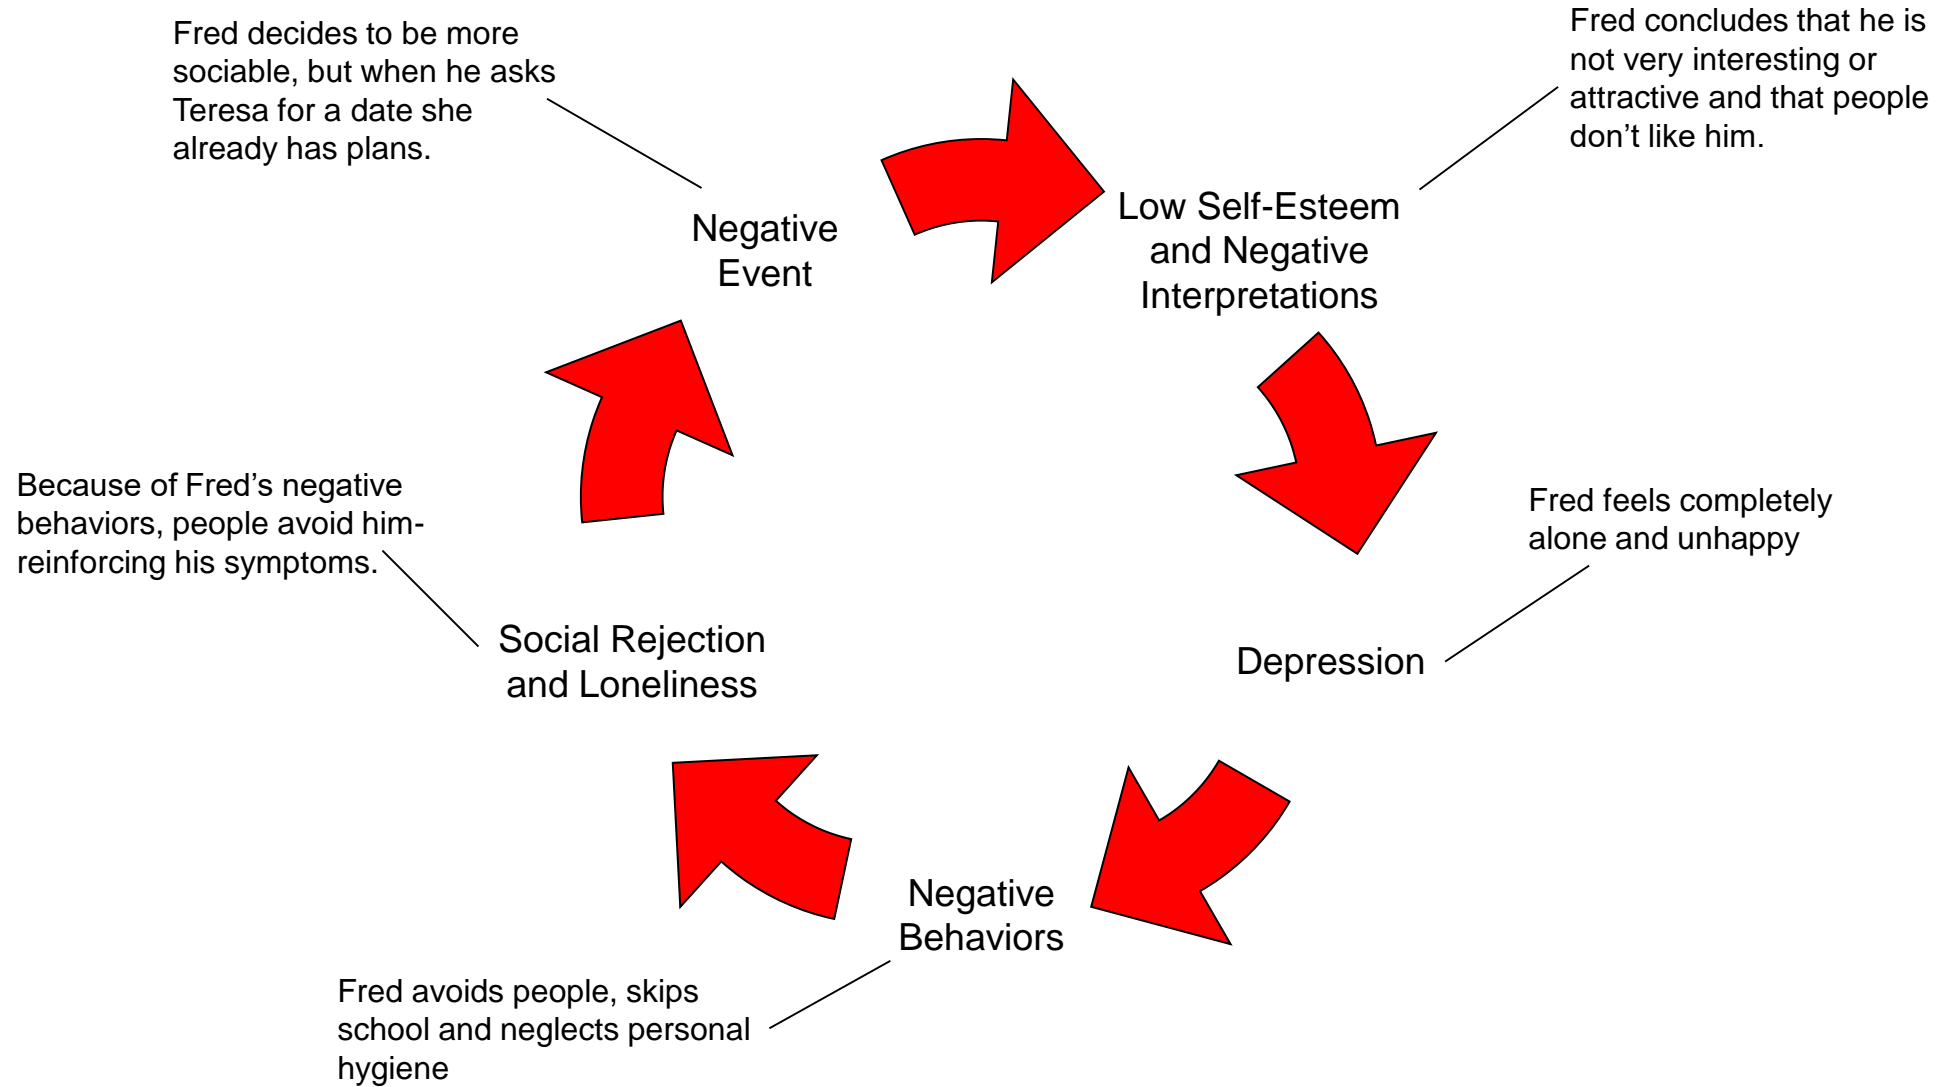 Fred decides to be more
sociable, but when he asks
Teresa for a date she
already has plans.
Fred concludes that he is
not very interesting or
attractive and that people
don’t like him.
Negative
Event
Low Self-Esteem
and Negative
Interpretations
Because of Fred’s negative
behaviors, people avoid him-
reinforcing his symptoms.
Fred feels completely
alone and unhappy
Social Rejection
and Loneliness
Depression
Negative
Behaviors
Fred avoids people, skips
school and neglects personal
hygiene